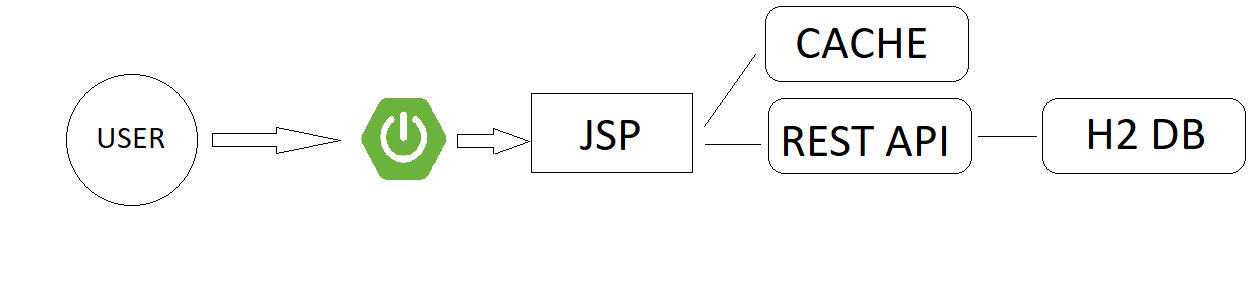 USER
JSP
CACHE
REST API
H2 DB